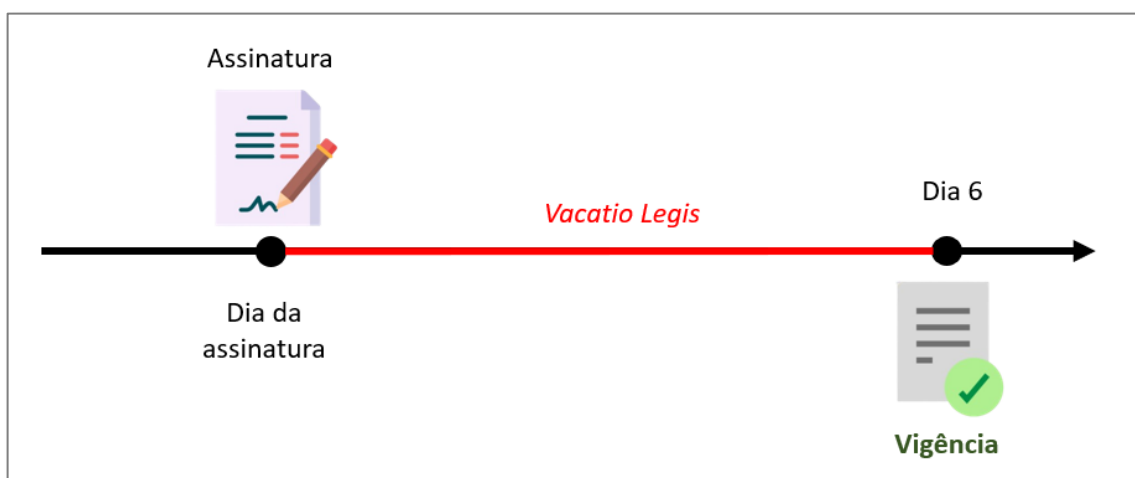 Assinatura
Vacatio Legis
Dia 6
Dia da
assinatura
Vigência